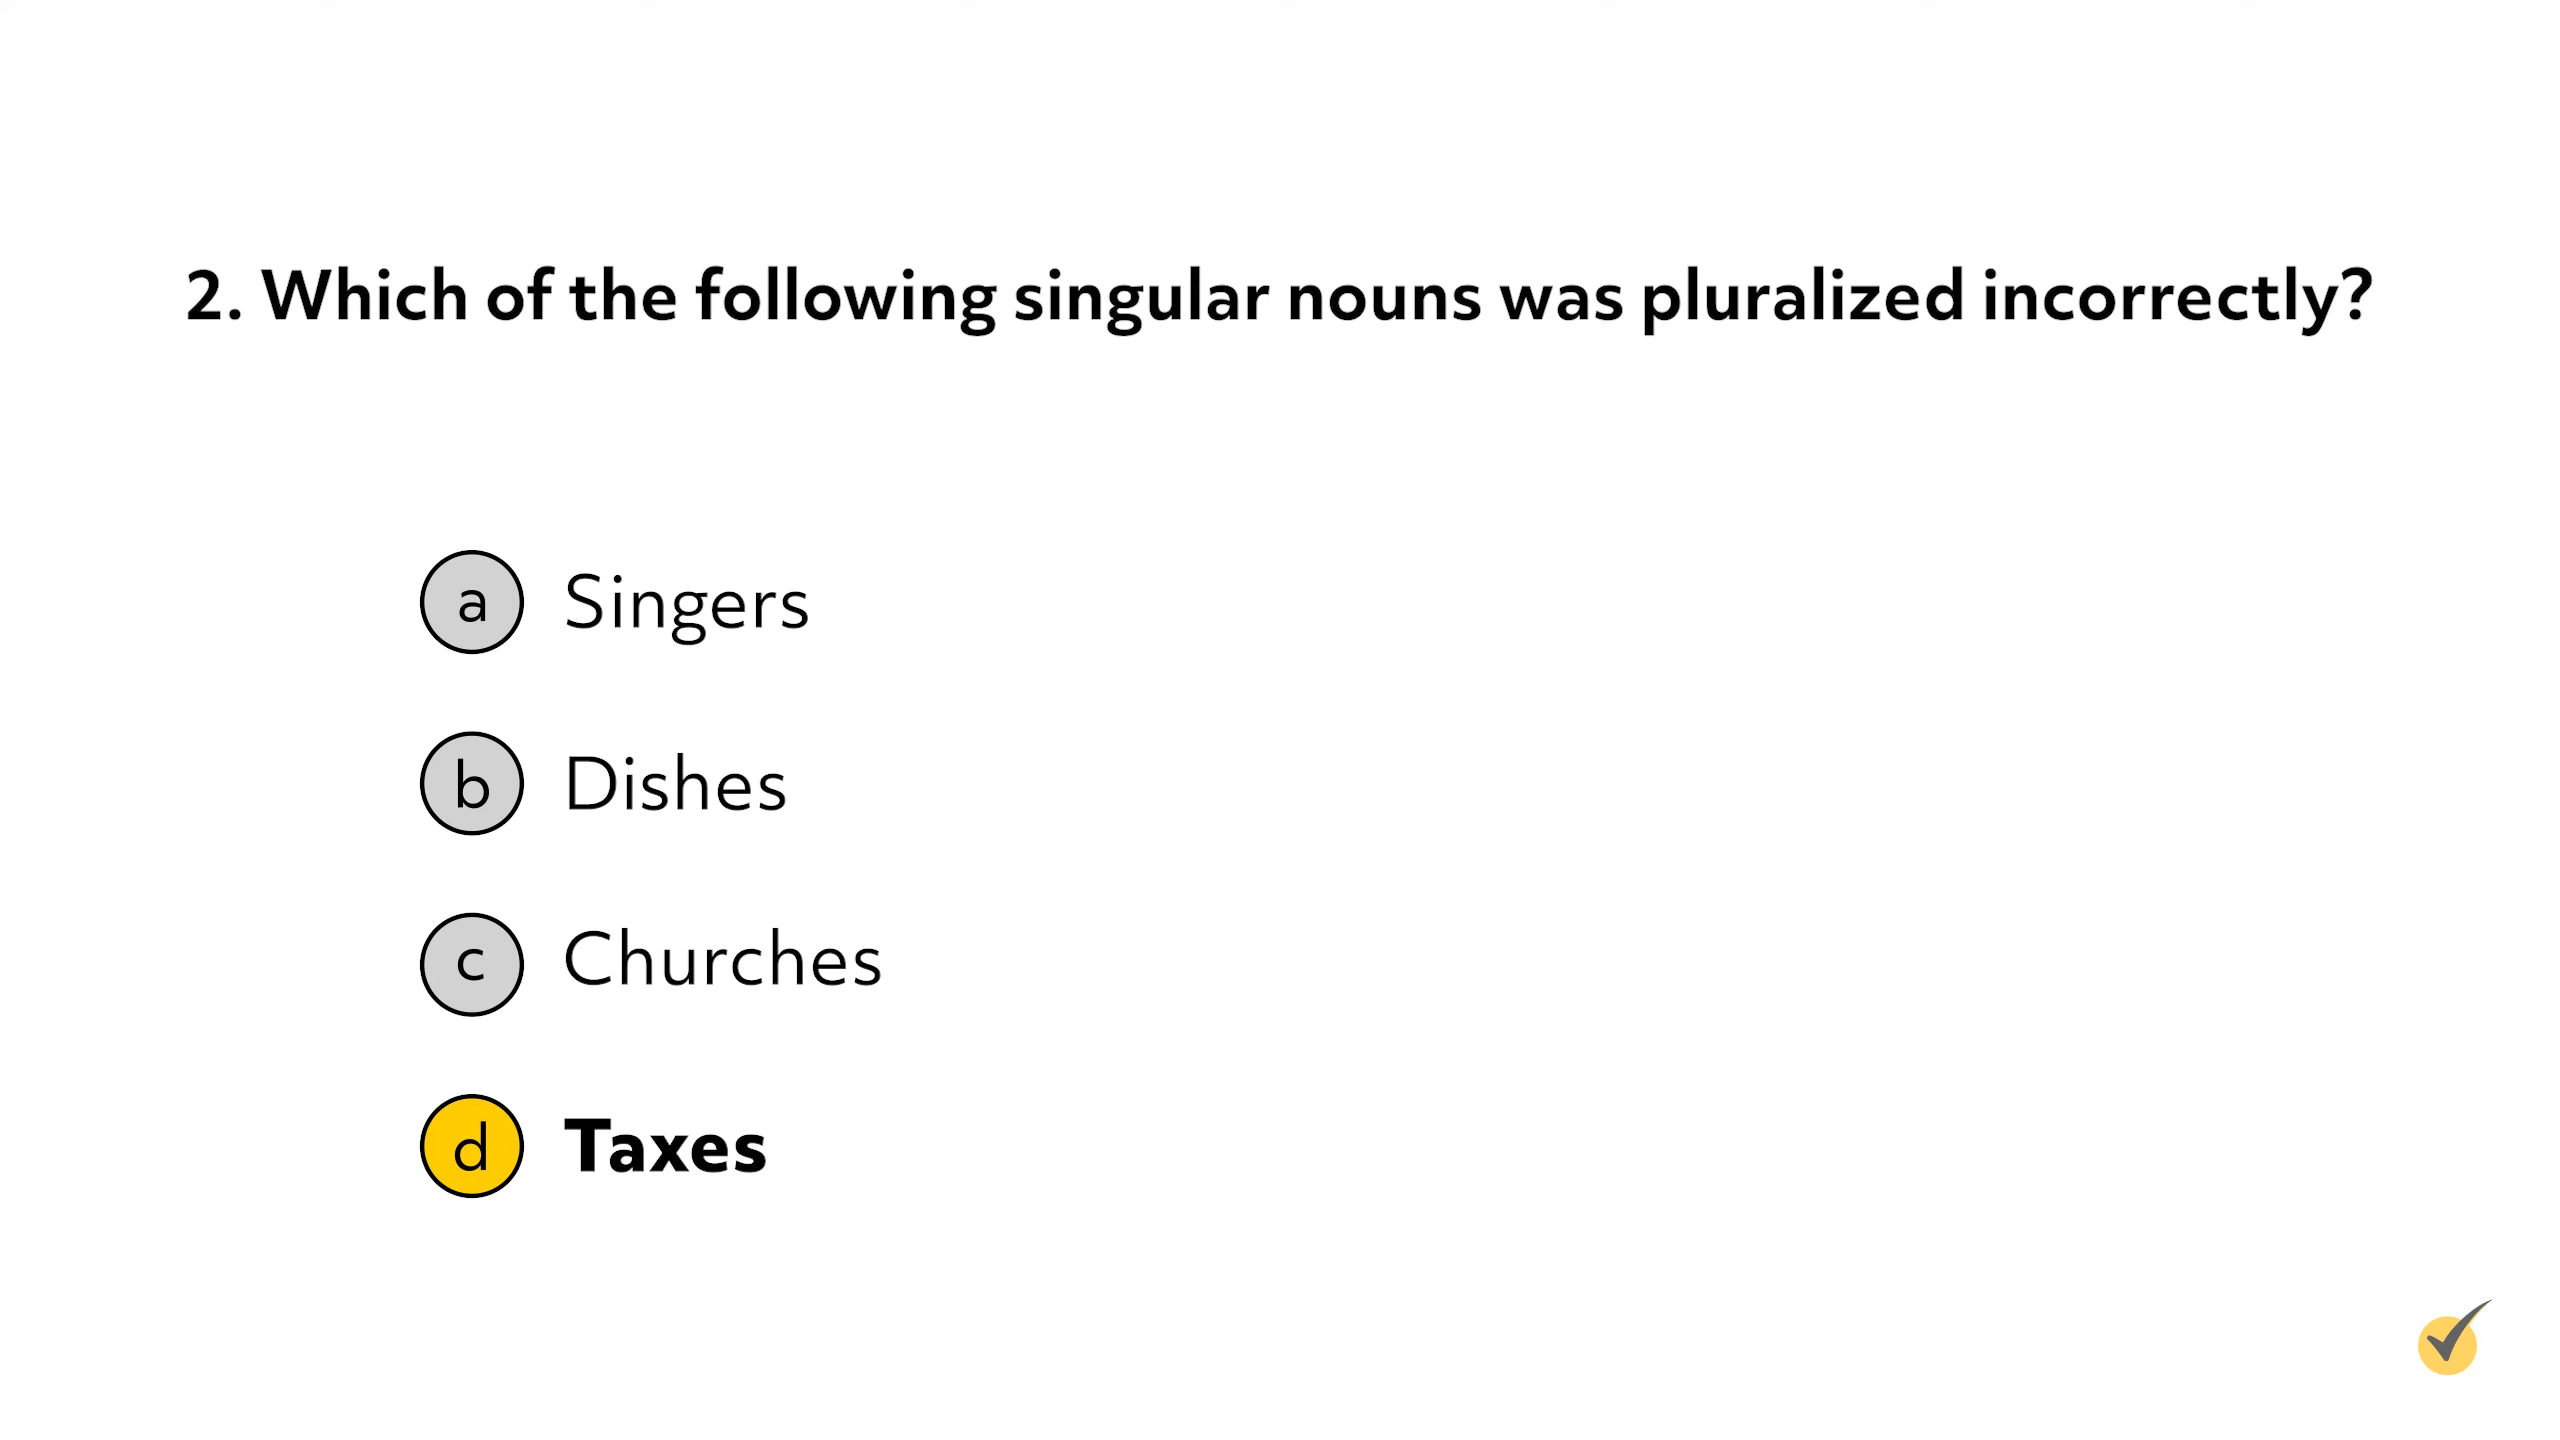 2. Which of the following singular nouns was pluralized incorrectly?
a Singers
b Dishes
c Churches
d Taxes